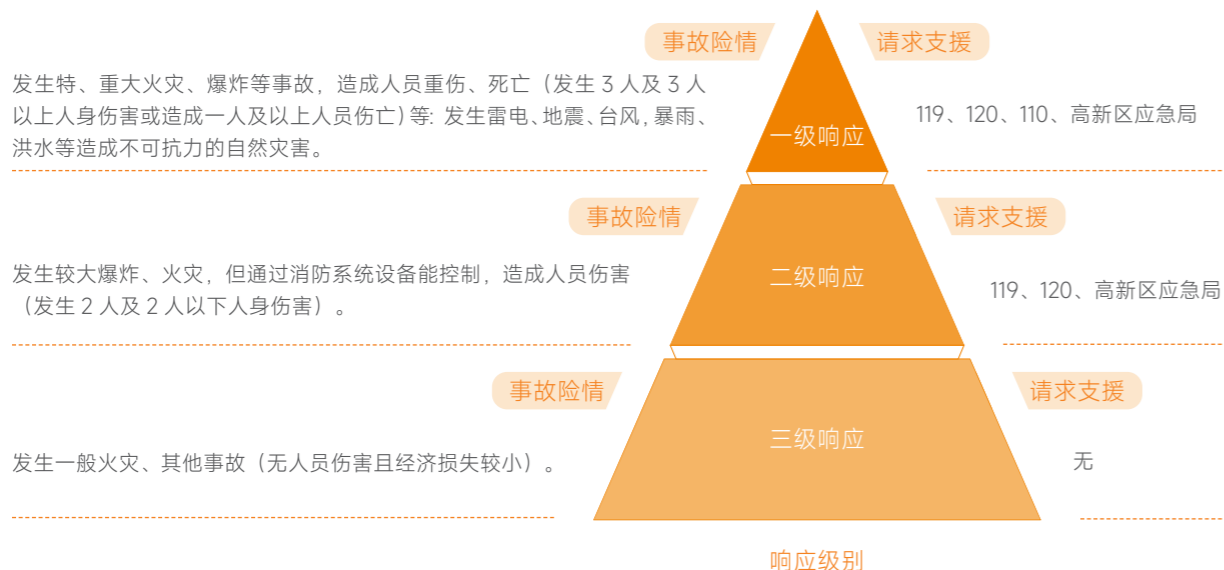 事故险情
请求支援
发生特、重大火灾、爆炸等事故，造成人员重伤、死亡（发生 3 人及 3 人
以上人身伤害或造成一人及以上人员伤亡）等: 发生雷电、地震、台风，暴雨、
洪水等造成不可抗力的自然灾害。
一级响应
119、120、110、高新区应急局
事故险情
请求支援
发生较大爆炸、火灾，但通过消防系统设备能控制，造成人员伤害
（发生 2 人及 2 人以下人身伤害）。
二级响应
119、120、高新区应急局
事故险情
请求支援
发生一般火灾、其他事故（无人员伤害且经济损失较小）。
三级响应
无
响应级别